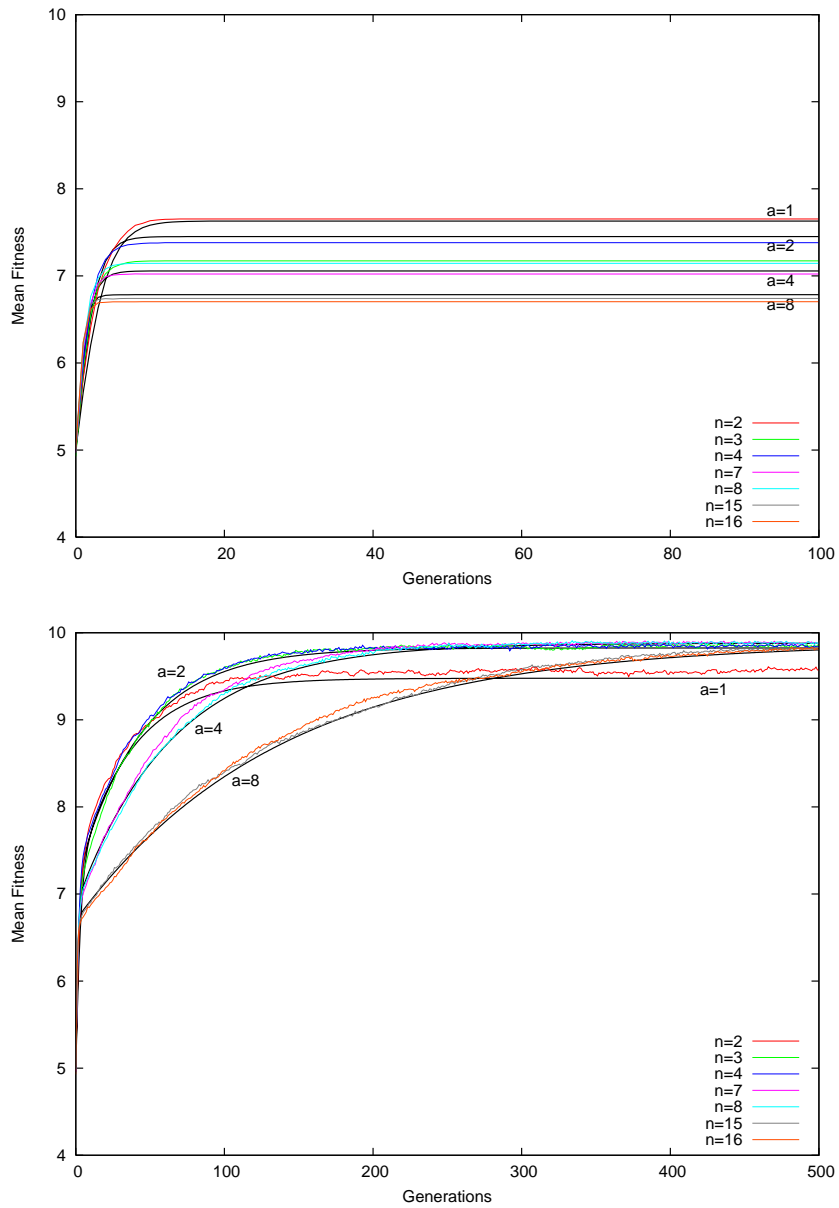 10
9
8
7
6
5
4
0
20
40
60
80
100
Mean Fitness
Generations
a=1
a=2
a=4
a=8
n=2
n=3
n=4
n=7
n=8
n=15
n=16
10
9
8
7
6
5
4
0
100
200
300
400
500
Mean Fitness
Generations
a=2
a=1
a=4
a=8
n=2
n=3
n=4
n=7
n=8
n=15
n=16